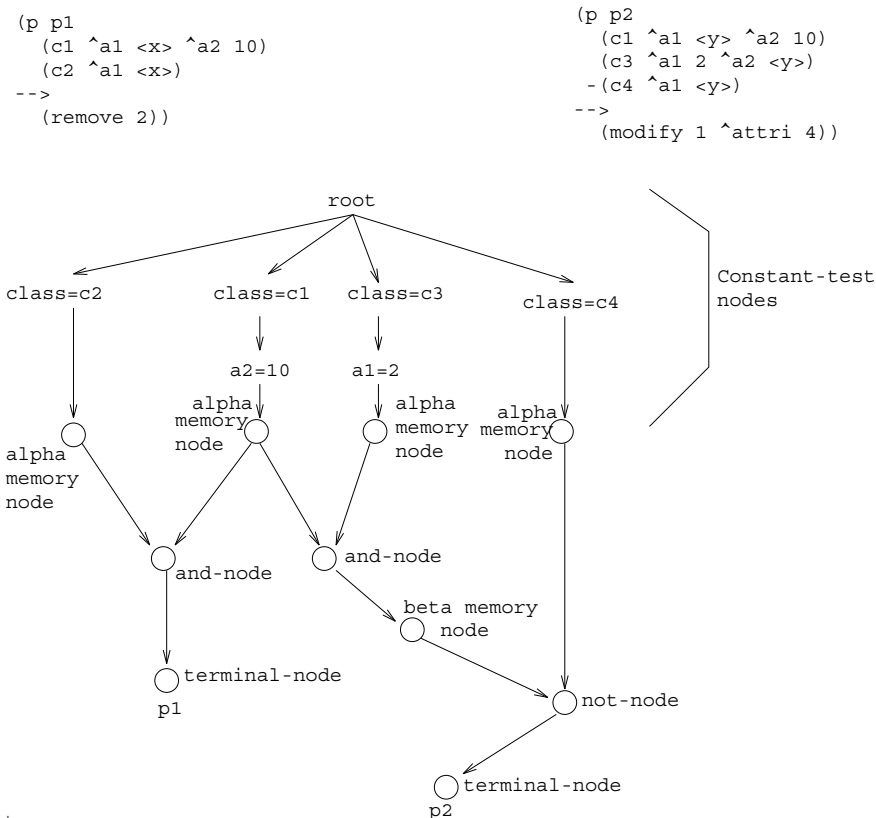 (p p1
(c1 ^a1 <x> ^a2 10)
(c2 ^a1 <x>)
-->
(remove 2))
(p p2
(c1 ^a1 <y> ^a2 10)
(c3 ^a1 2 ^a2 <y>)
-(c4 ^a1 <y>)
-->
(modify 1 ^attri 4))
root
class=c2
class=c1
class=c3
class=c4
Constant-test
nodes
a2=10
a1=2
alpha
memory
node
alpha
memory
node
alpha
memory
node
alpha
memory
node
and-node
and-node
beta memory
node
terminal-node
p1
not-node
terminal-node
p2